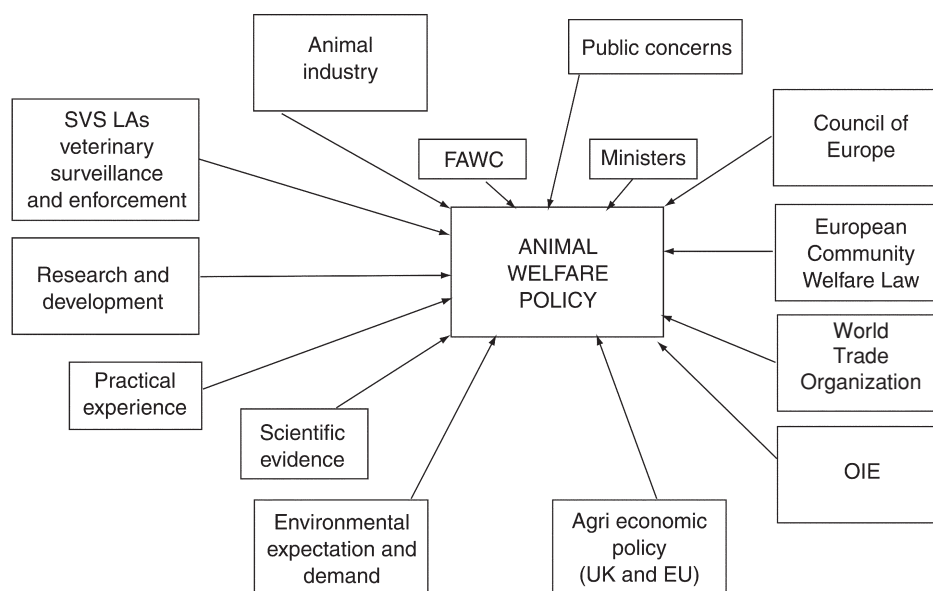 Animal
industry
Public concerns
SVS LAs
veterinary
surveillance
and enforcement
FAWC
Ministers
Council of
Europe
ANIMAL
WELFARE
POLICY
European
Community
Welfare Law
Research and
development
World
Trade
Organization
Practical
experience
Scientific
evidence
OIE
Environmental
expectation and
demand
Agri economic
policy
(UK and EU)